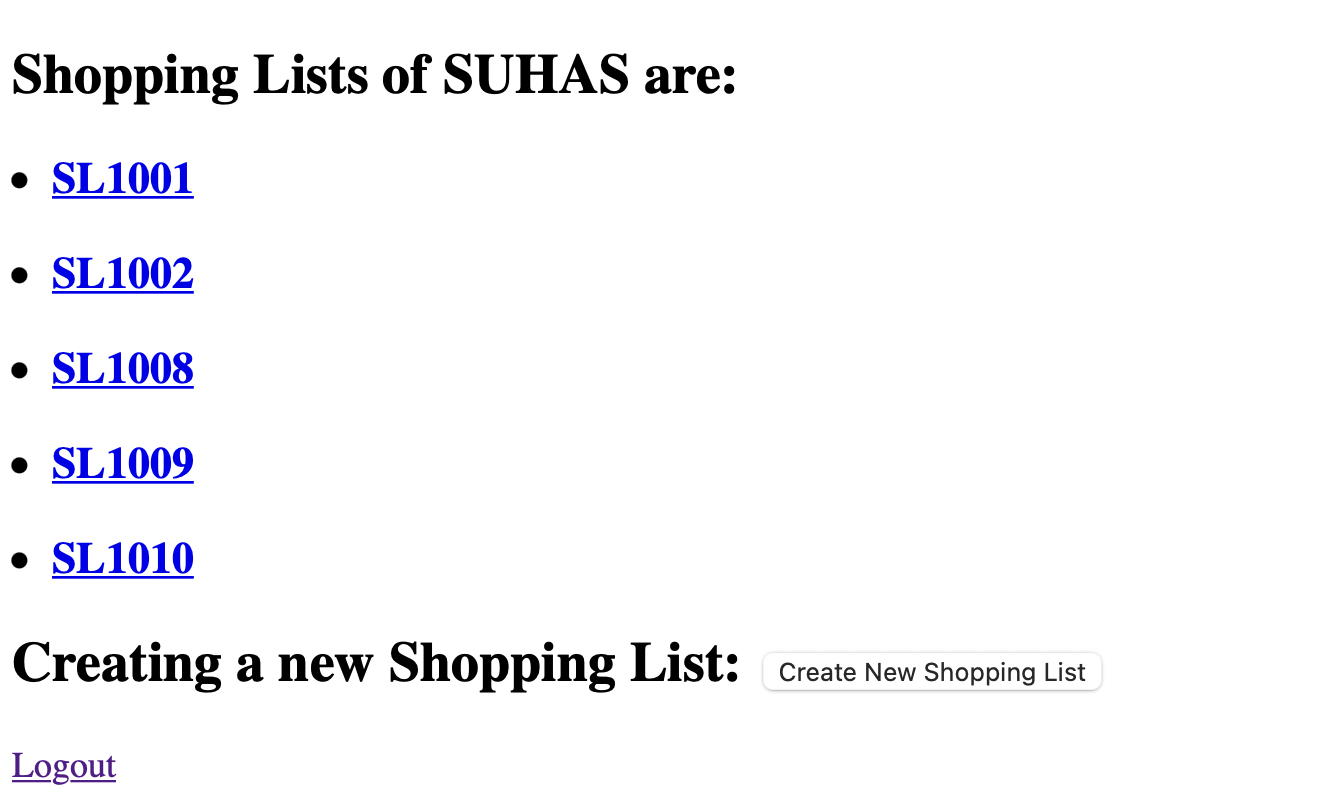 Shopping Lists of SUHAS are:
SL1001
SL1002
SL1008
SL1009
SL1010
Creating a new Shopping List: Create New Shopping List
Logout